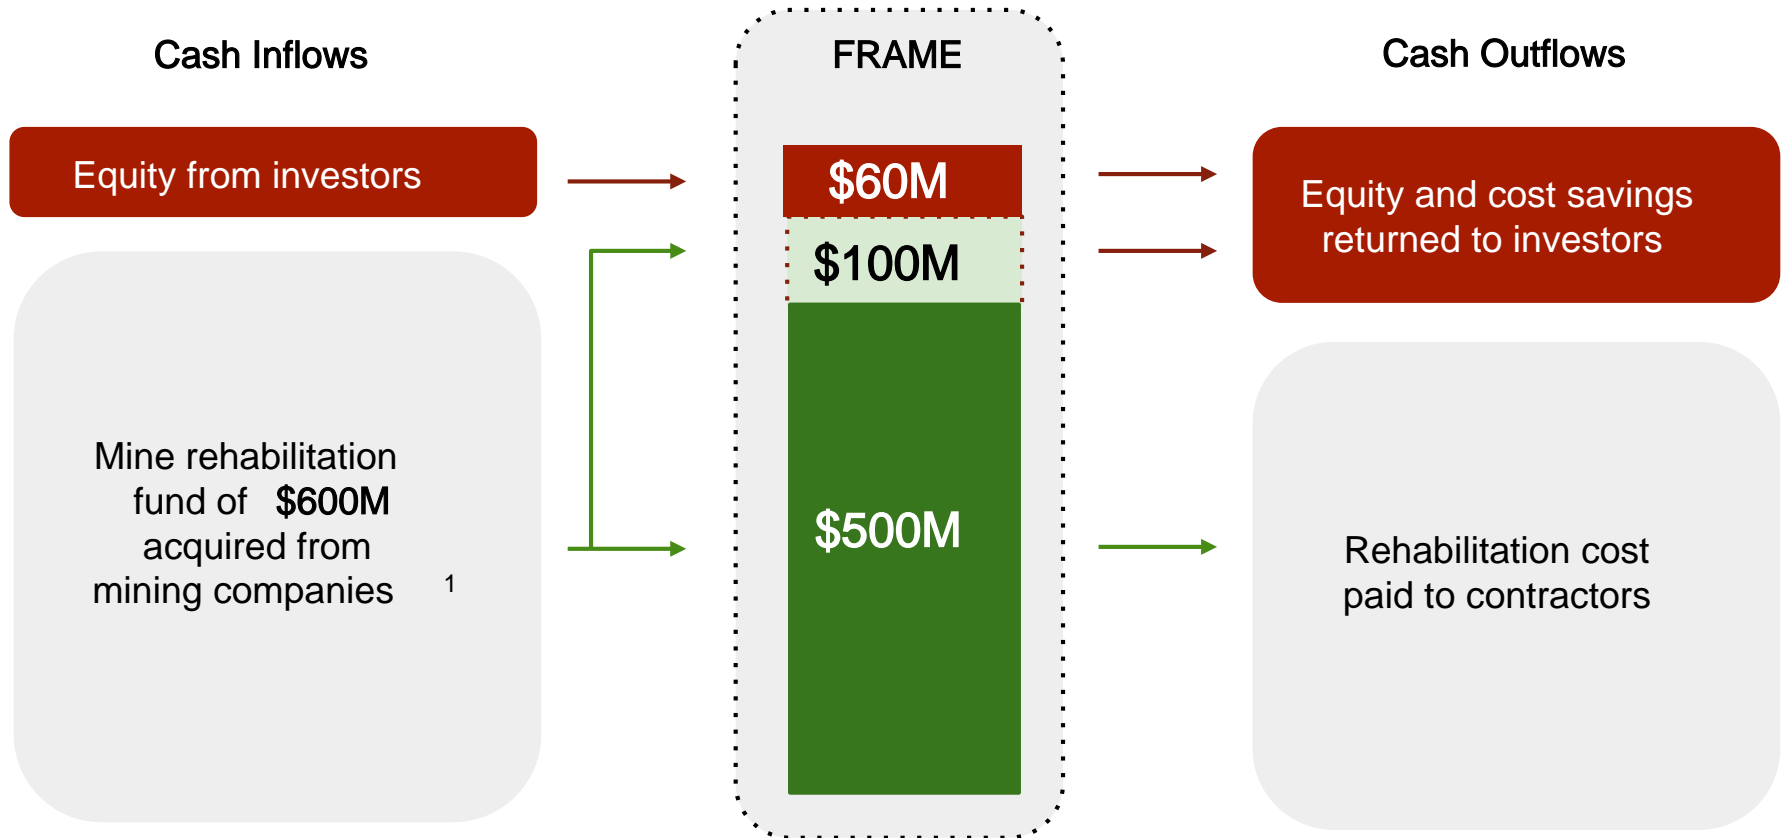 Cash Inflows
FRAME
Cash Outflows
Equity from investors
$60M
Equity and cost savings
returned to investors
$100M
Mine rehabilitation
fund of $600M
acquired from
mining companies 1
$500M
Rehabilitation cost
paid to contractors